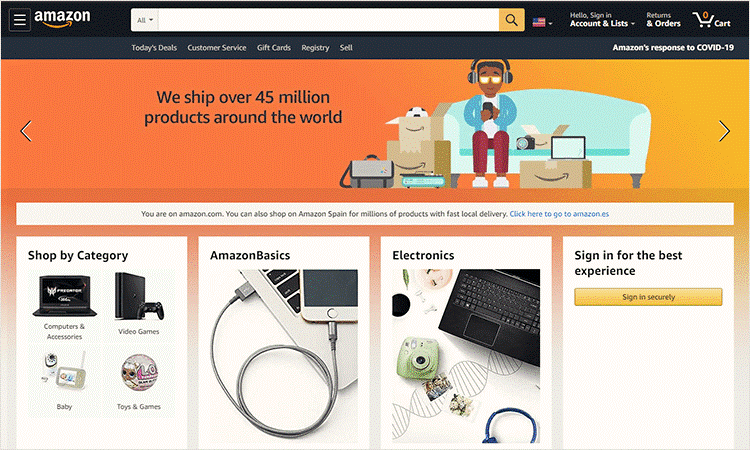 amazon
All
Hello, Sign in
Account & Lists
Returns
& Orders
0
Cart
Today's Deals
Customer Service
Gift Cards
Registry
Sell
Amazon's response to COVID-19
We ship over 45 million
products around the world
You are on amazon.com. You can also shop on Amazon Spain for millions of products with fast local delivery. Click here to go to amazon.es
Shop by Category
PREDATOR
Computers &
Accessories
Video Games
Baby
Toys & Games
AmazonBasics
Electronics
Sign in for the best
experience
Sign in securely